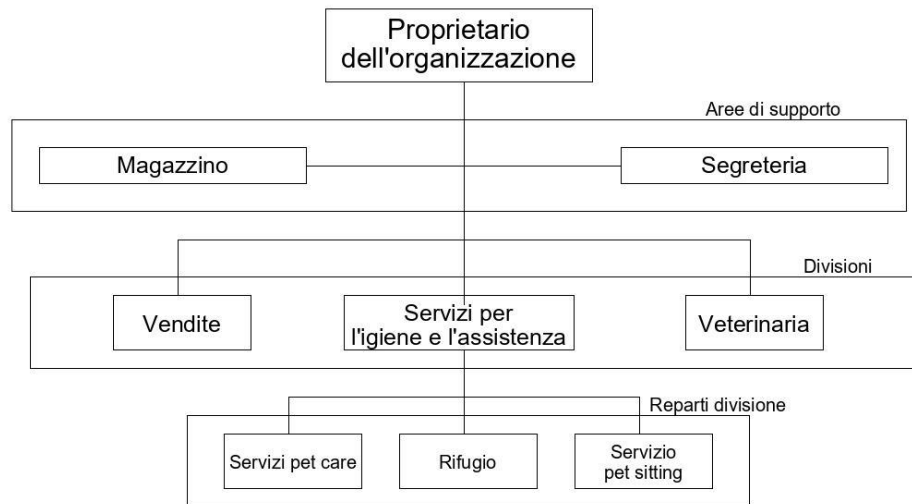 Proprietario
dell'organizzazione
Aree di supporto
Magazzino
Segreteria
Divisioni
Vendite
Servizi per
l'igiene e l'assistenza
Veterinaria
Reparti divisione
Servizi pet care
Rifugio
Servizio
pet sitting